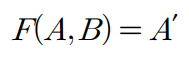 F(A, B) = A′